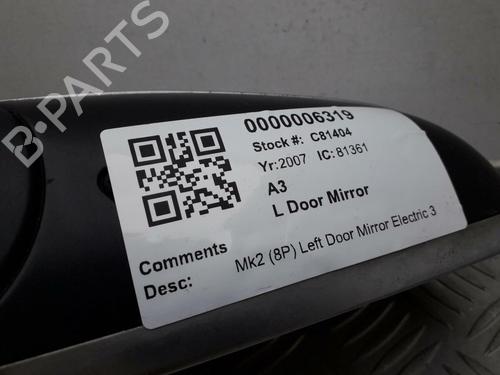 B-PARTS
0000006319
Stock #: C81404
Yr:2007 IC: 81361
A3
L Door Mirror
Comments
Desc: Mk2 (8P) Left Door Mirror Electric 3